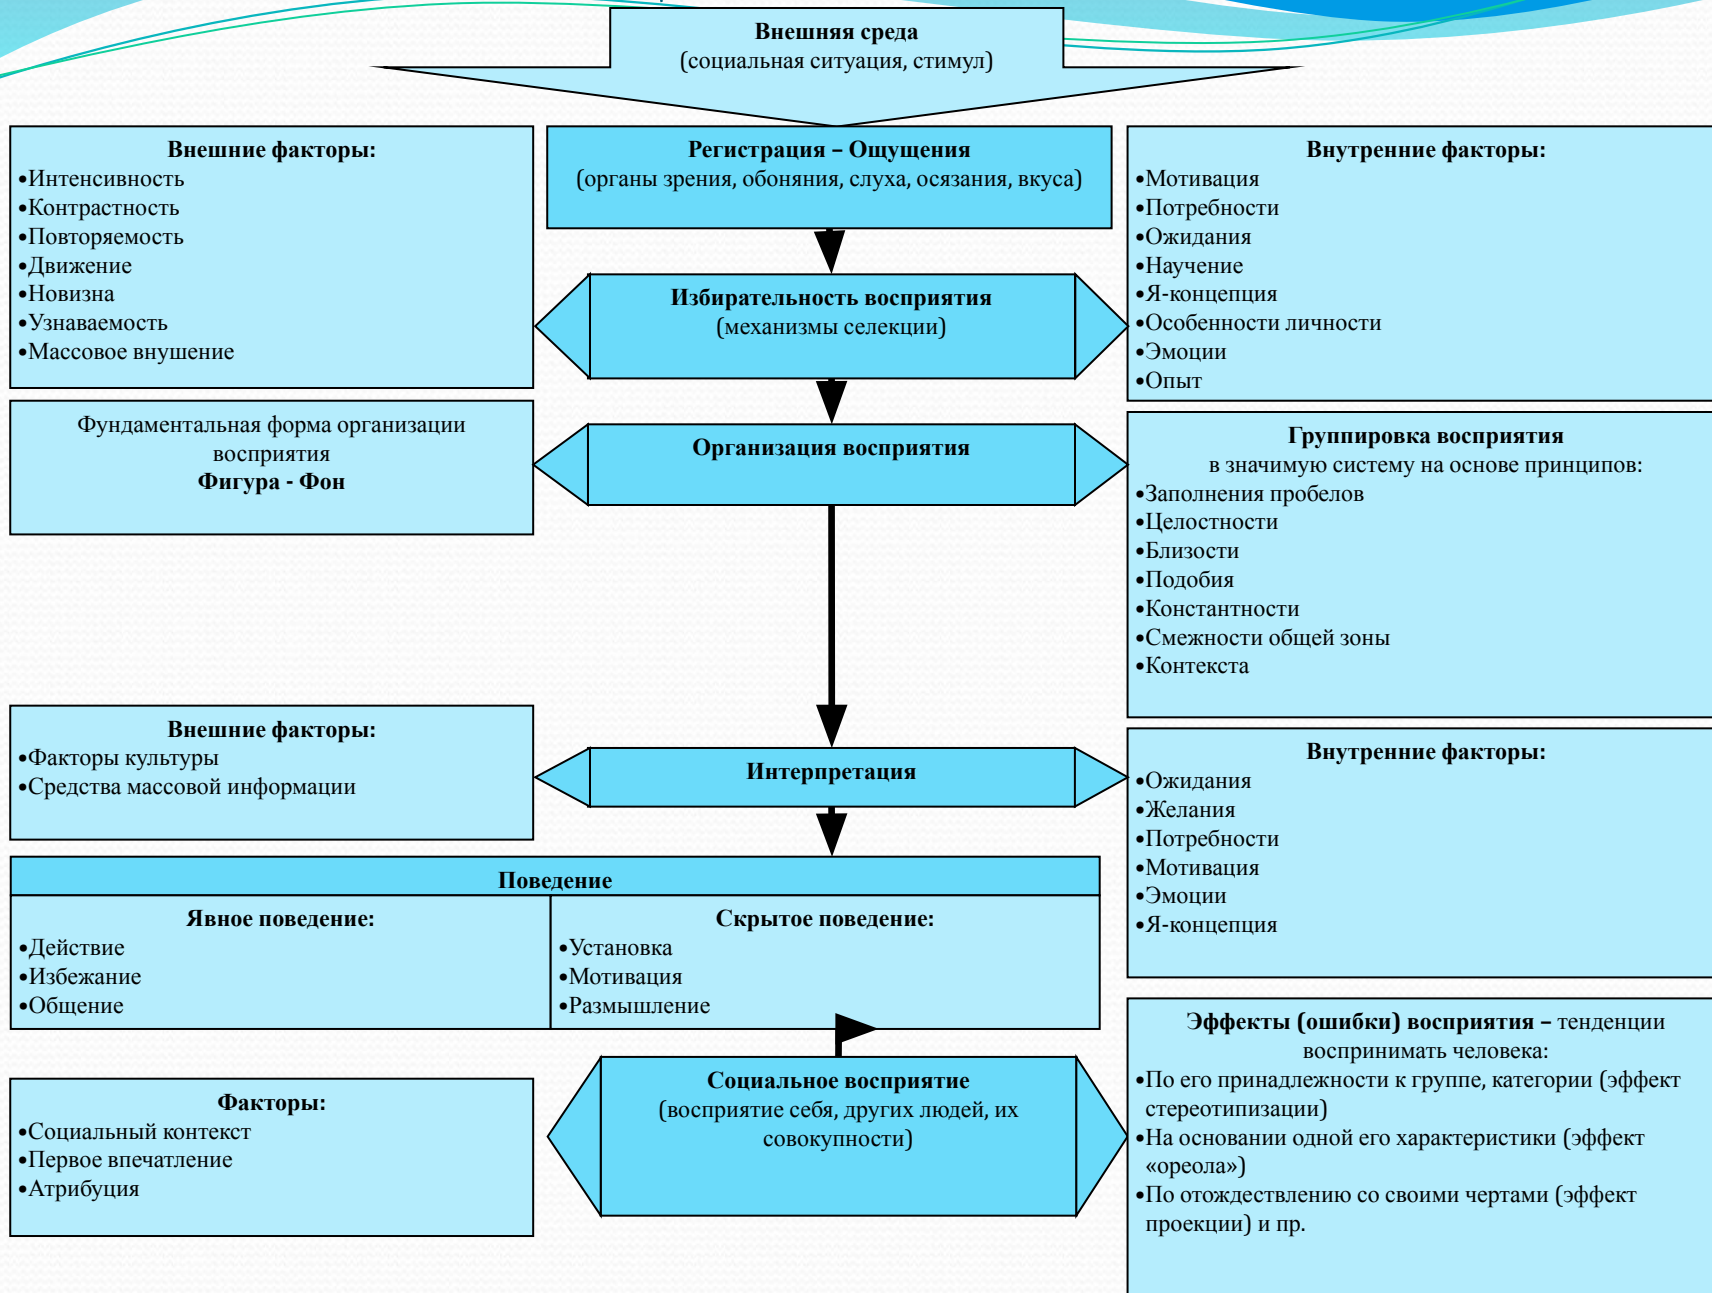 Внешняя среда
(социальная ситуация, стимул)
Внешние факторы:
•Интенсивность
•Контрастность
•Повторяемость
•Движение
•Новизна
•Узнаваемость
•Массовое внушение
Регистрация – Ощущения
(органы зрения, обоняния, слуха, осязания, вкуса)
Внутренние факторы:
•Мотивация
•Потребности
•Ожидания
•Научение
•Я-концепция
•Особенности личности
•Эмоции
•Опыт
Избирательность восприятия
(механизмы селекции)
Фундаментальная форма организации
восприятия
Фигура - Фон
Организация восприятия
Группировка восприятия
в значимую систему на основе принципов:
•Заполнения пробелов
•Целостности
•Близости
•Подобия
•Константности
•Смежности общей зоны
•Контекста
Внешние факторы:
•Факторы культуры
•Средства массовой информации
Интерпретация
Внутренние факторы:
•Ожидания
•Желания
•Потребности
•Мотивация
•Эмоции
•Я-концепция
Поведение
Явное поведение:
•Действие
•Избежание
•Общение
Скрытое поведение:
•Установка
•Мотивация
•Размышление
Факторы:
•Социальный контекст
•Первое впечатление
•Атрибуция
Социальное восприятие
(восприятие себя, других людей, их
совокупности)
Эффекты (ошибки) восприятия – тенденции
воспринимать человека:
•По его принадлежности к группе, категории (эффект
стереотипизации)
•На основании одной его характеристики (эффект
«ореола»)
•По отождествлению со своими чертами (эффект
проекции) и пр.